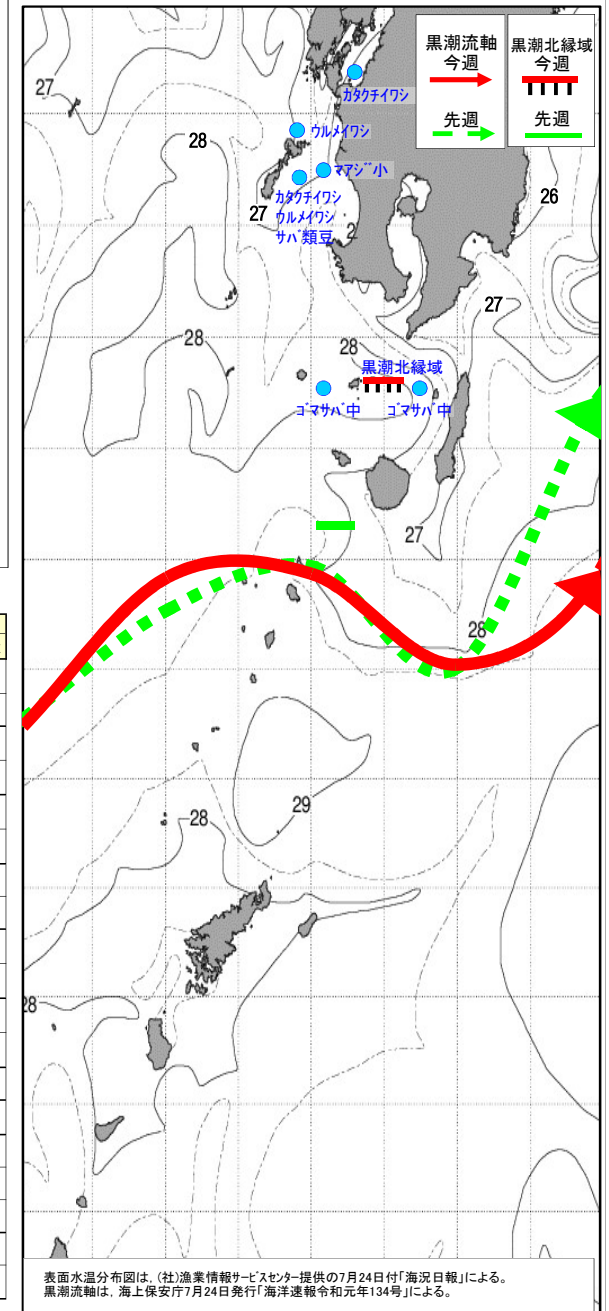 黒潮流軸
今週
先週
黒潮北縁域
今週
先週
カタクチイワシ
27
ウルメイワシ
28
マアジ小
カタクチイワシ
ウルメイワシ
サバ類豆
27
2
26
27
28
28
黒潮北縁域
ゴマサバ中
ゴマサバ中
27
28
29
28
28
表面水温分布図は，(社)漁業情報サービスセンター提供の7月24日付「海況日報」による。
黒潮流軸は，海上保安庁7月24日発行「海洋速報令和元年134号」による。